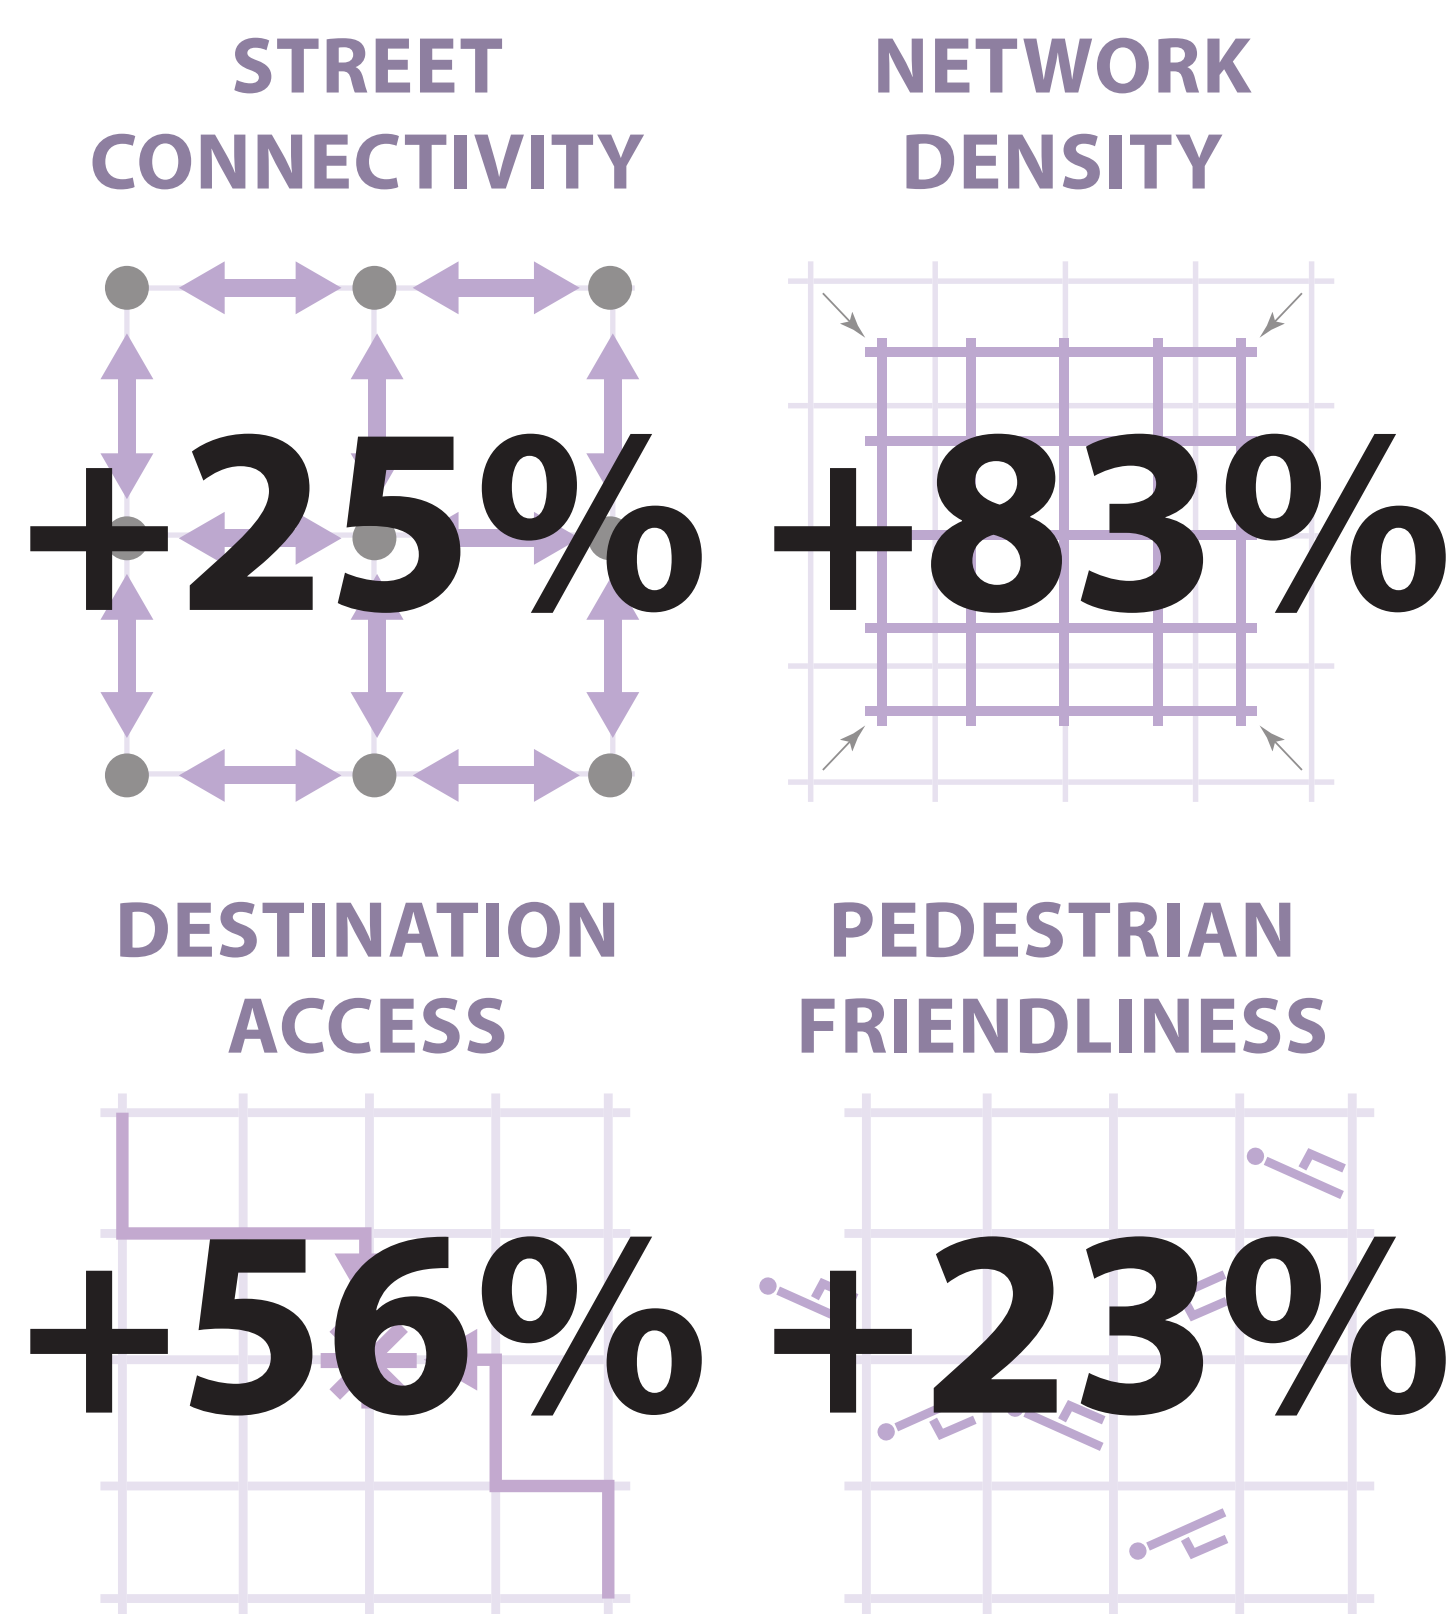 STREET
CONNECTIVITY
+25%
NETWORK
DENSITY
+83%
DESTINATION
ACCESS
+56%
PEDESTRIAN
FRIENDLINESS
+23%